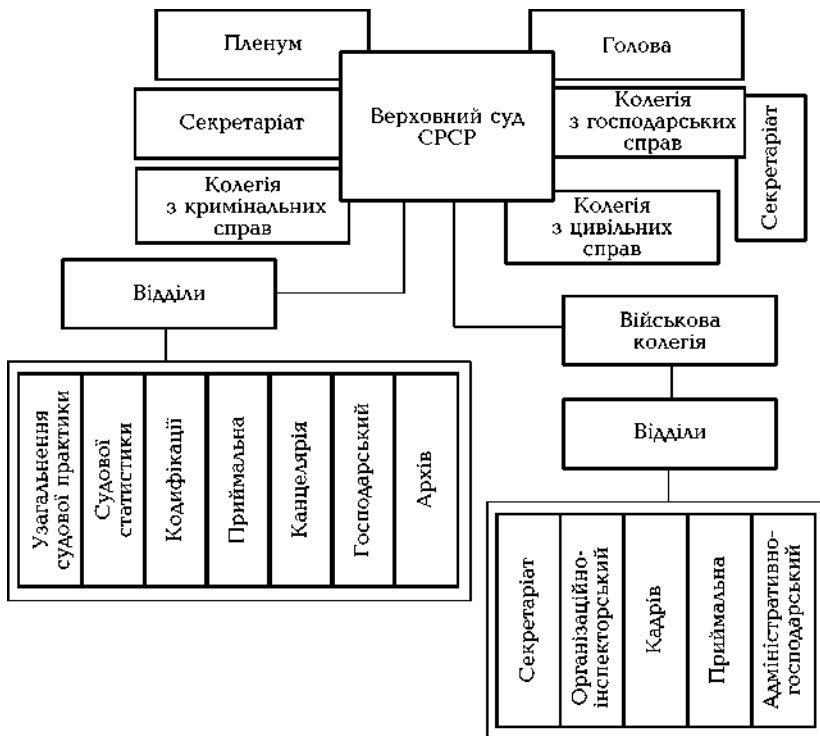 Пленум
Голова
Верховний суд
СРСР
Секретаріат
Колегія
з господарських
справ
Секретаріат
Колегія
з кримінальних
справ
Колегія
з цивільних
справ
Відділи
Військова
колегія
Узагальнення
судової практики
Судової
статистики
Кодифікації
Приймальна
Канцелярія
Господарський
Архів
Відділи
Секретаріат
Організаційно-
інспекторський
Кадрів
Приймальна
Адміністративно-
господарський